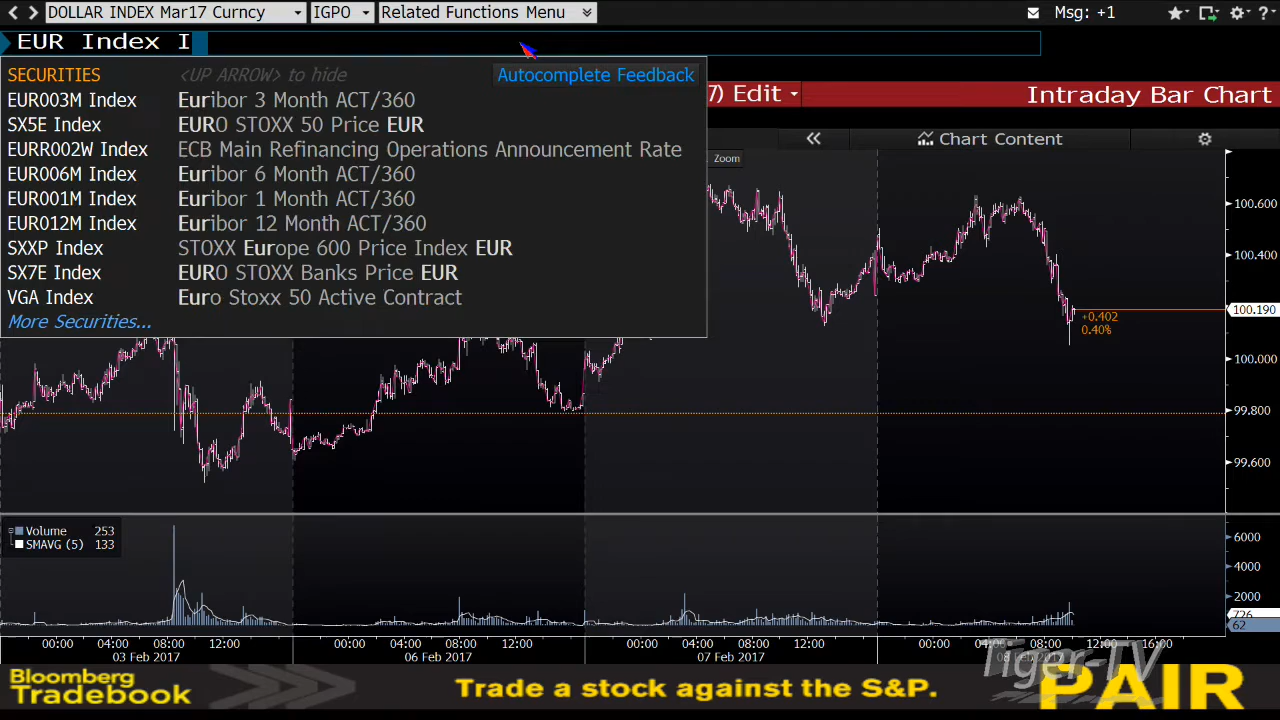 DOLLAR INDEX Mar17 Curncy IGPO Related Functions Menu Msg: +1
EUR Index I
SECURITIES <UP ARROW> to hide Autocomplete Feedback
EUR003M Index Euribor 3 Month ACT/360
SX5E Index EURO STOXX 50 Price EUR
EURR002W Index ECB Main Refinancing Operations Announcement Rate
EUR006M Index Euribor 6 Month ACT/360
EUR001M Index Euribor 1 Month ACT/360
EUR012M Index Euribor 12 Month ACT/360
SXXP Index STOXX Europe 600 Price Index EUR
SX7E Index EURO STOXX Banks Price EUR
VGA Index Euro Stoxx 50 Active Contract
More Securities...
7) Edit Intraday Bar Chart
Chart Content
Zoom
100.600
100.400
100.190
+0.402
0.40%
100.000
99.800
99.600
Volume 253
SMAVG (5) 133
6000
4000
2000
726
62
00:00 04:00 08:00 12:00 00:00 04:00 08:00 12:00 00:00 04:00 08:00 12:00 00:00 04:00 08:00 12:00 16:00
03 Feb 2017 06 Feb 2017 07 Feb 2017 08 Feb 2017
Tiger-TV
Bloomberg
Tradebook
Trade a stock against the S&P.
PAIR